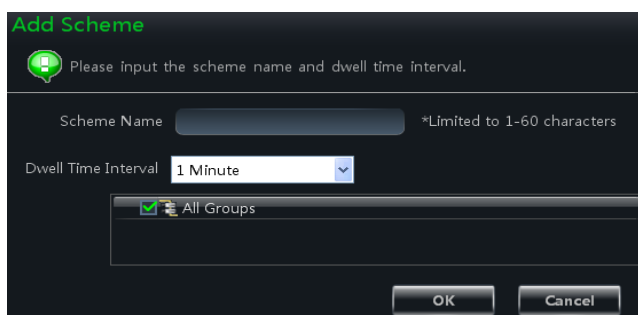 Add Scheme
Please input the scheme name and dwell time interval.
Scheme Name *Limited to 1-60 characters
Dwell Time Interval 1 Minute
All Groups
OK Cancel